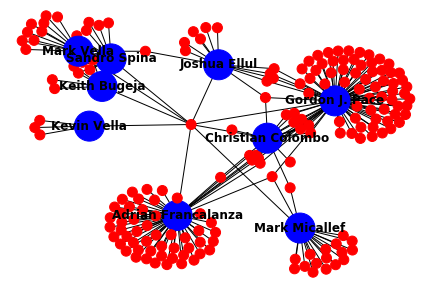 Mark Vella
Sandro Spina
Joshua Ellul
Keith Bugeja
Gordon J. Pace
Kevin Vella
Christian Colombo
Adrian Francalanza
Mark Micallef